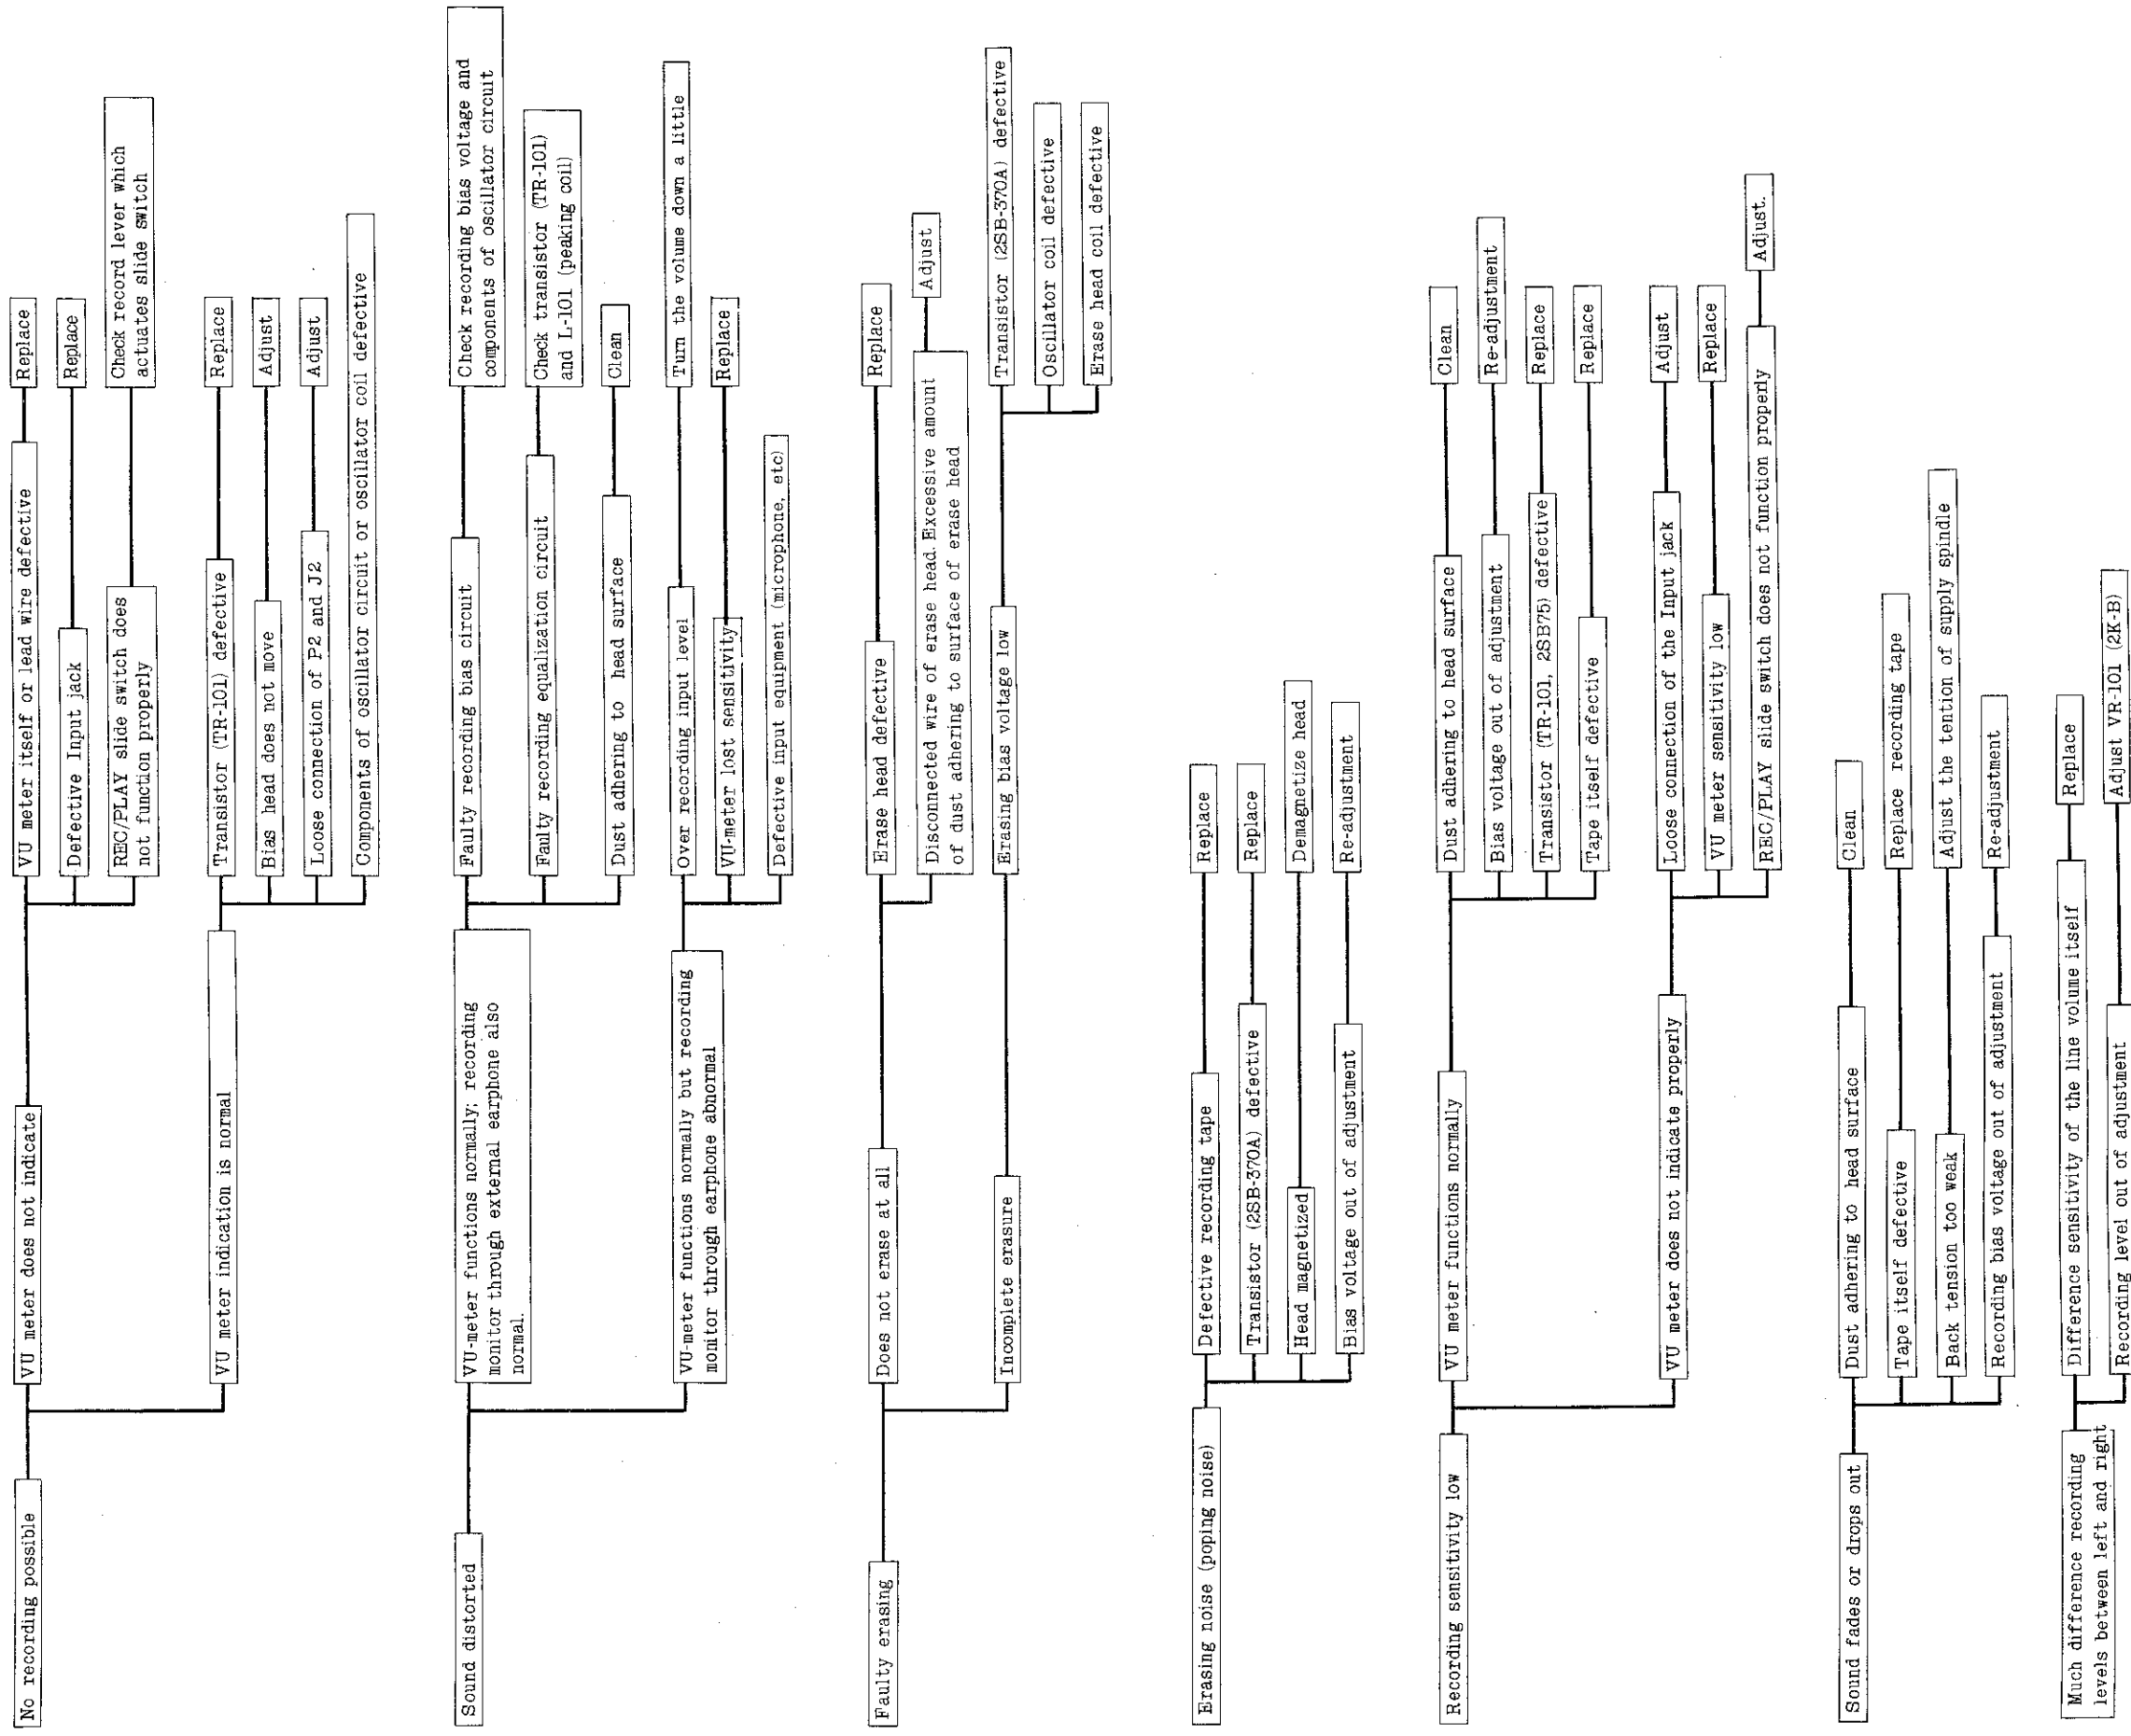 No recording possible
VU meter does not indicate
VU meter itself or lead wire defective
Replace
Defective Input jack
Replace
REC/PLAY slide switch does
not function properly
Check record lever which
actuates slide switch
VU meter indication is normal
Transistor (TR-101) defective
Replace
Bias head does not move
Adjust
Loose connection of P2 and J2
Adjust
Components of oscillator circuit or oscillator coil defective
Sound distorted
VU-meter functions normally; recording
monitor through external earphone also
normal.
Faulty recording bias circuit
Check recording bias voltage and
components of oscillator circuit
Faulty recording equalization circuit
Check transistor (TR-101)
and L-101 (peaking coil)
Dust adhering to head surface
Clean
VU-meter functions normally but recording
monitor through earphone abnormal
Over recording input level
Turn the volume down a little
VU-meter lost sensitivity
Replace
Defective input equipment (microphone, etc)
Faulty erasing
Does not erase at all
Erase head defective
Replace
Disconnected wire of erase head. Excessive amount
of dust adhering to surface of erase head
Adjust
Incomplete erasure
Erasing bias voltage low
Transistor (2SB-370A) defective
Oscillator coil defective
Erase head coil defective
Erasing noise (poping noise)
Defective recording tape
Replace
Transistor (2SB-370A) defective
Replace
Head magnetized
Demagnetize head
Bias voltage out of adjustment
Re-adjustment
Recording sensitivity low
VU meter functions normally
Dust adhering to head surface
Clean
Bias voltage out of adjustment
Re-adjustment
Transistor (TR-101, 2SB75) defective
Replace
Tape itself defective
Replace
VU meter does not indicate properly
Loose connection of the Input jack
Adjust
VU meter sensitivity low
Replace
REC/PLAY slide switch does not function properly
Adjust.
Sound fades or drops out
Dust adhering to head surface
Clean
Tape itself defective
Replace recording tape
Back tension too weak
Adjust the tention of supply spindle
Recording bias voltage out of adjustment
Re-adjustment
Much difference recording
levels between left and right
Difference sensitivity of the line volume itself
Replace
Recording level out of adjustment
Adjust VR-101 (2K-B)